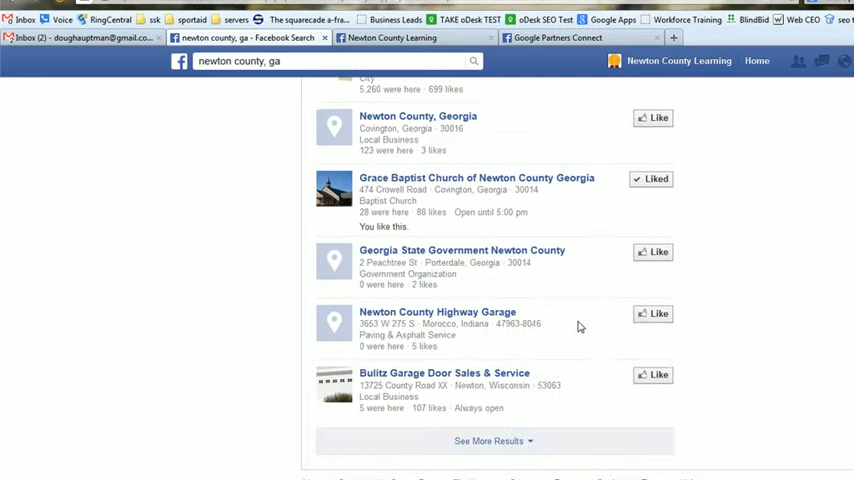 Inbox Voice RingCentral ssk sportaid servers The squarecade a-fra... Business Leads TAKE oDesk TEST oDesk SEO Test Google Apps Workforce Training BlindBid Web CEO seo
Inbox (2) - doughauptman@gmail.co... newton county, ga - Facebook Search Newton County Learning Google Partners Connect
newton county, ga Newton County Learning Home
City
5,260 were here · 699 likes
Newton County, Georgia Like
Covington, Georgia · 30016
Local Business
123 were here · 3 likes
Grace Baptist Church of Newton County Georgia Liked
474 Crowell Road · Covington, Georgia · 30014
Baptist Church
28 were here · 88 likes Open until 5:00 pm
You like this.
Georgia State Government Newton County Like
2 Peachtree St · Porterdale, Georgia · 30014
Government Organization
0 were here · 2 likes
Newton County Highway Garage Like
3653 W 275 S · Morocco, Indiana · 47963-8046
Paving & Asphalt Service
0 were here · 5 likes
Bulitz Garage Door Sales & Service Like
13725 County Road XX · Newton, Wisconsin · 53063
Local Business
5 were here · 107 likes · Always open
See More Results